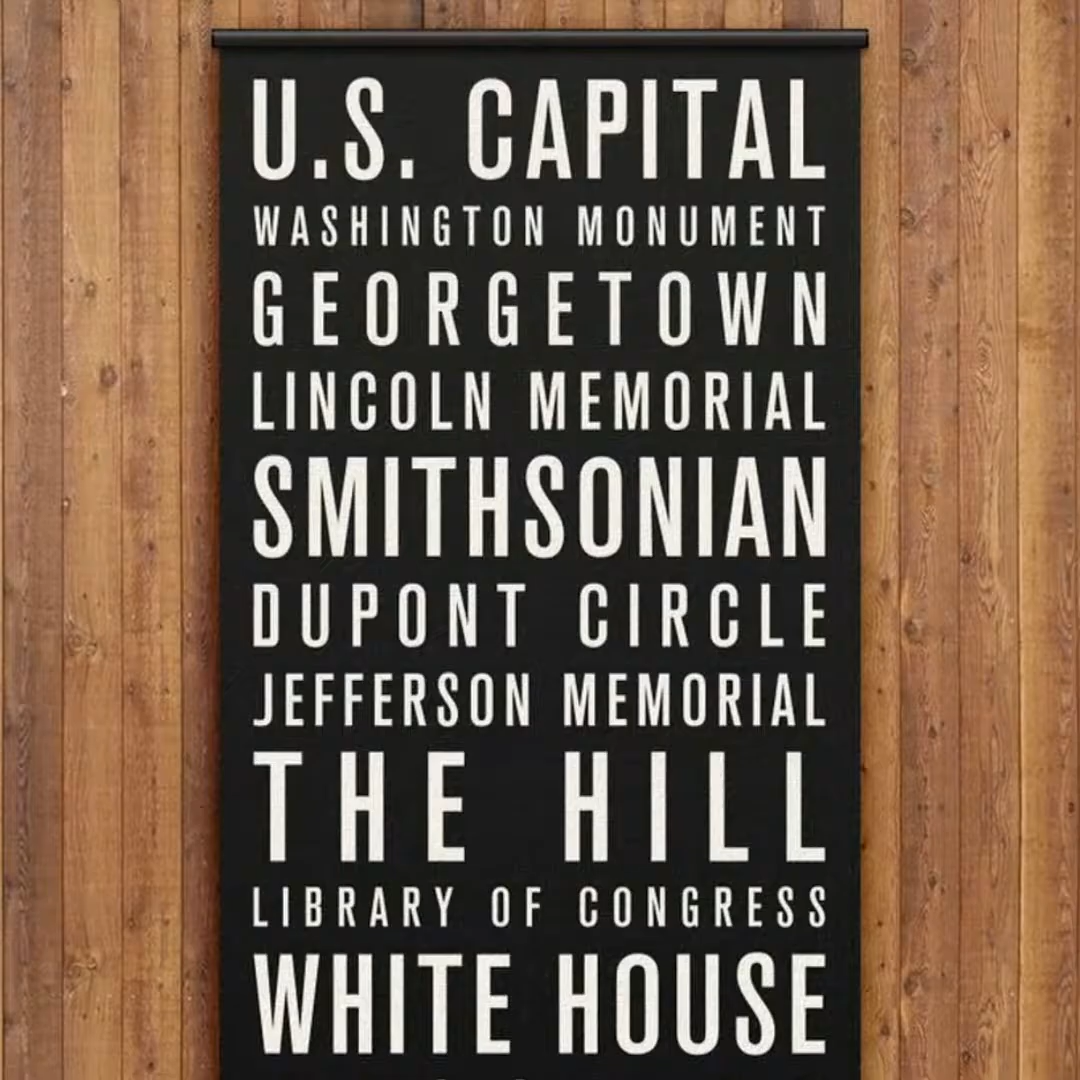 U.S. CAPITAL
WASHINGTON MONUMENT
GEORGETOWN
LINCOLN MEMORIAL
SMITHSONIAN
DUPONT CIRCLE
JEFFERSON MEMORIAL
THE HILL
LIBRARY OF CONGRESS
WHITE HOUSE